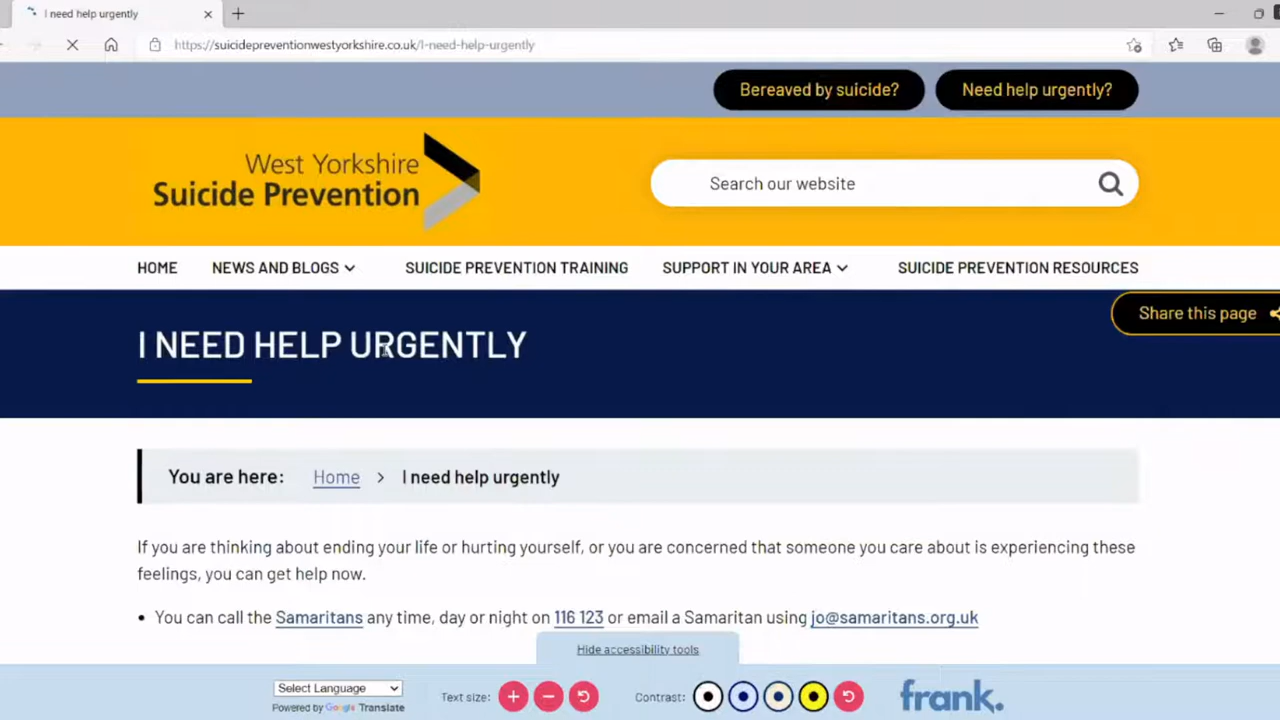 I need help urgently
https://suicidepreventionwestyorkshire.co.uk/I-need-help-urgently
Bereaved by suicide?
Need help urgently?
West Yorkshire
Suicide Prevention
Search our website
HOME
NEWS AND BLOGS
SUICIDE PREVENTION TRAINING
SUPPORT IN YOUR AREA
SUICIDE PREVENTION RESOURCES
Share this page
I NEED HELP URGENTLY
You are here: Home > I need help urgently
If you are thinking about ending your life or hurting yourself, or you are concerned that someone you care about is experiencing these
feelings, you can get help now.
• You can call the Samaritans any time, day or night on 116 123 or email a Samaritan using jo@samaritans.org.uk
Hide accessibility tools
Select Language
Powered by Google Translate
Text size:
Contrast:
frank.